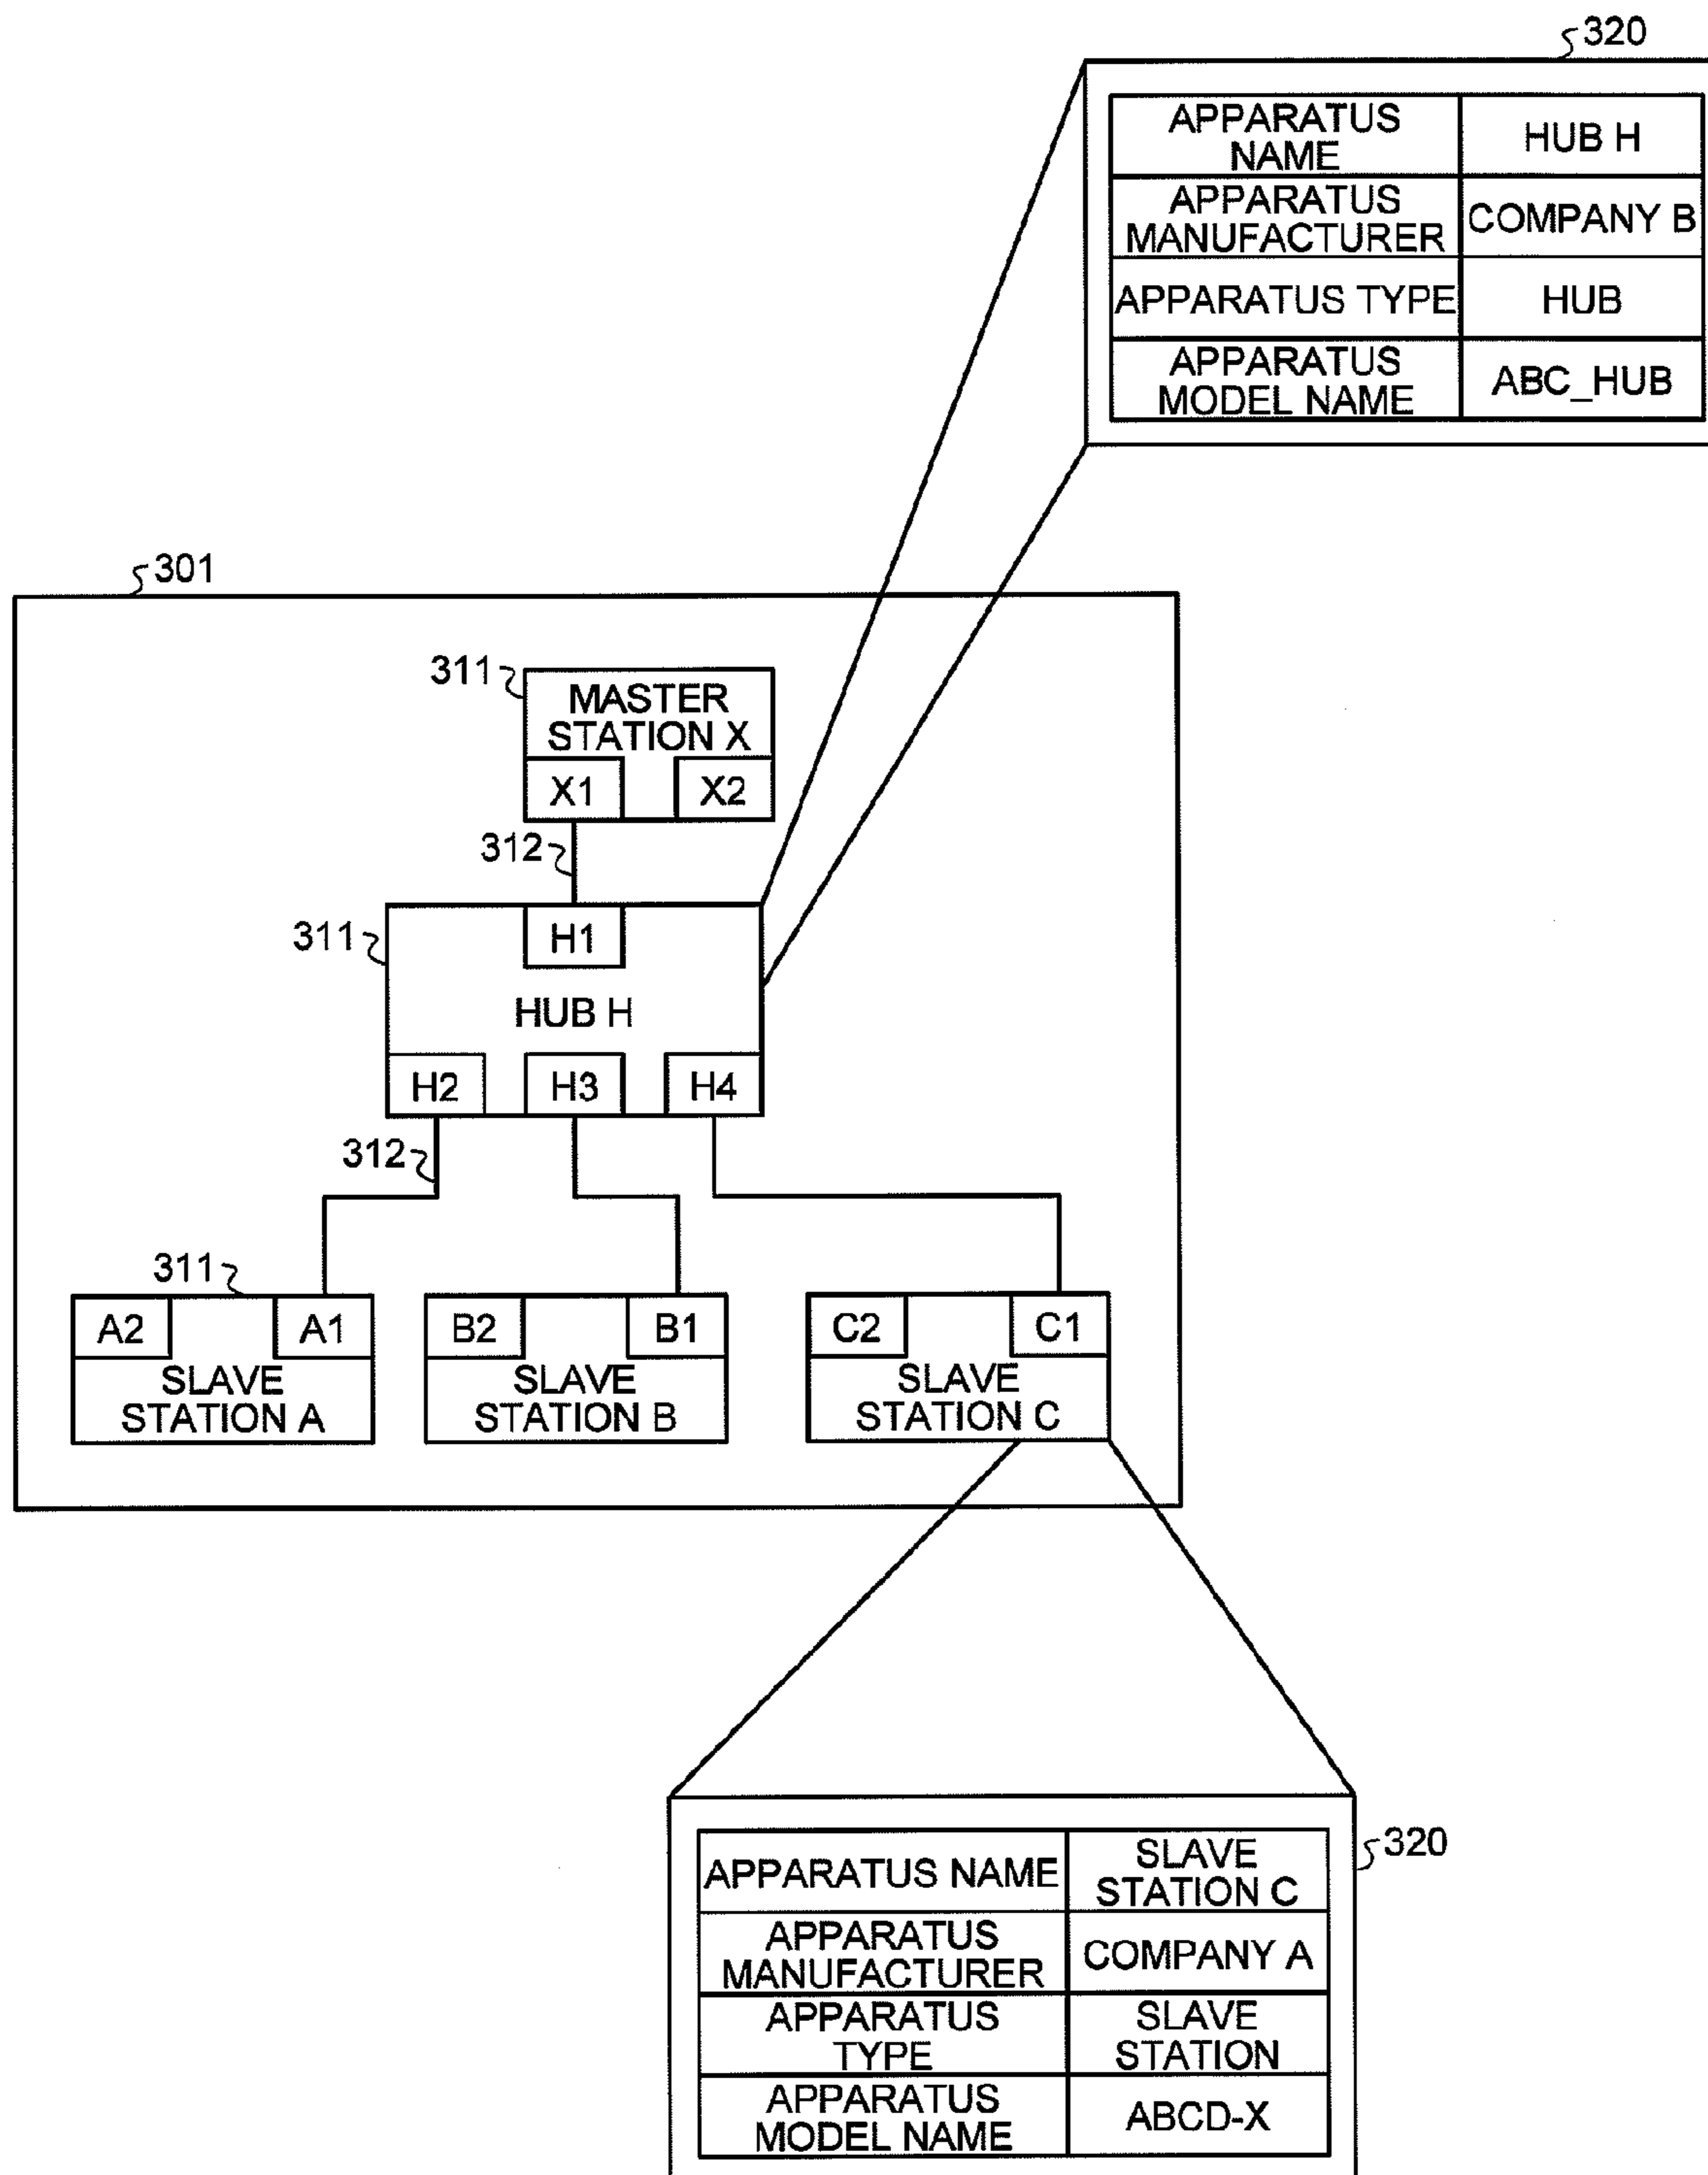 320
APPARATUS
NAME
HUB H
APPARATUS
MANUFACTURER
COMPANY B
APPARATUS TYPE
HUB
APPARATUS
MODEL NAME
ABC_HUB
301
311
MASTER
STATION X
X1
X2
312
311
H1
HUB H
H2
H3
H4
312
311
A2
A1
SLAVE
STATION A
B2
B1
SLAVE
STATION B
C2
C1
SLAVE
STATION C
320
APPARATUS NAME
SLAVE
STATION C
APPARATUS
MANUFACTURER
COMPANY A
APPARATUS
TYPE
SLAVE
STATION
APPARATUS
MODEL NAME
ABCD-X